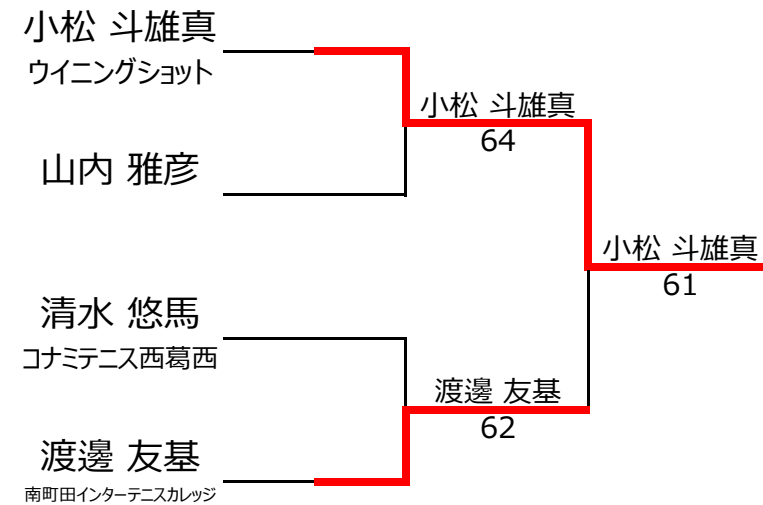 小松 斗雄真
ウイニングショット
小松 斗雄真
64
山内 雅彦
小松 斗雄真
61
清水 悠馬
コナミテニス西葛西
渡邊 友基
62
渡邊 友基
南町田インターテニスカレッジ